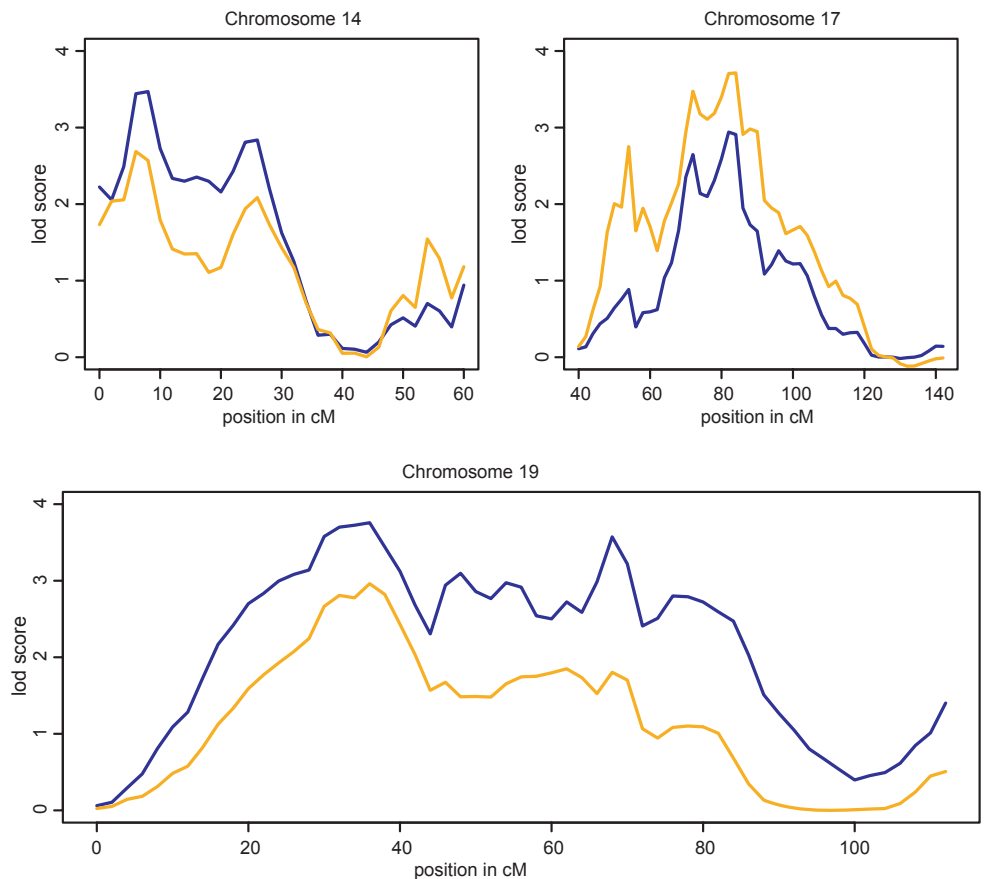 Chromosome 14
4
3
2
1
0
lod score
0 10 20 30 40 50 60
position in cM
Chromosome 17
4
3
2
1
0
lod score
40 60 80 100 120 140
position in cM
Chromosome 19
4
3
2
1
0
lod score
0 20 40 60 80 100
position in cM